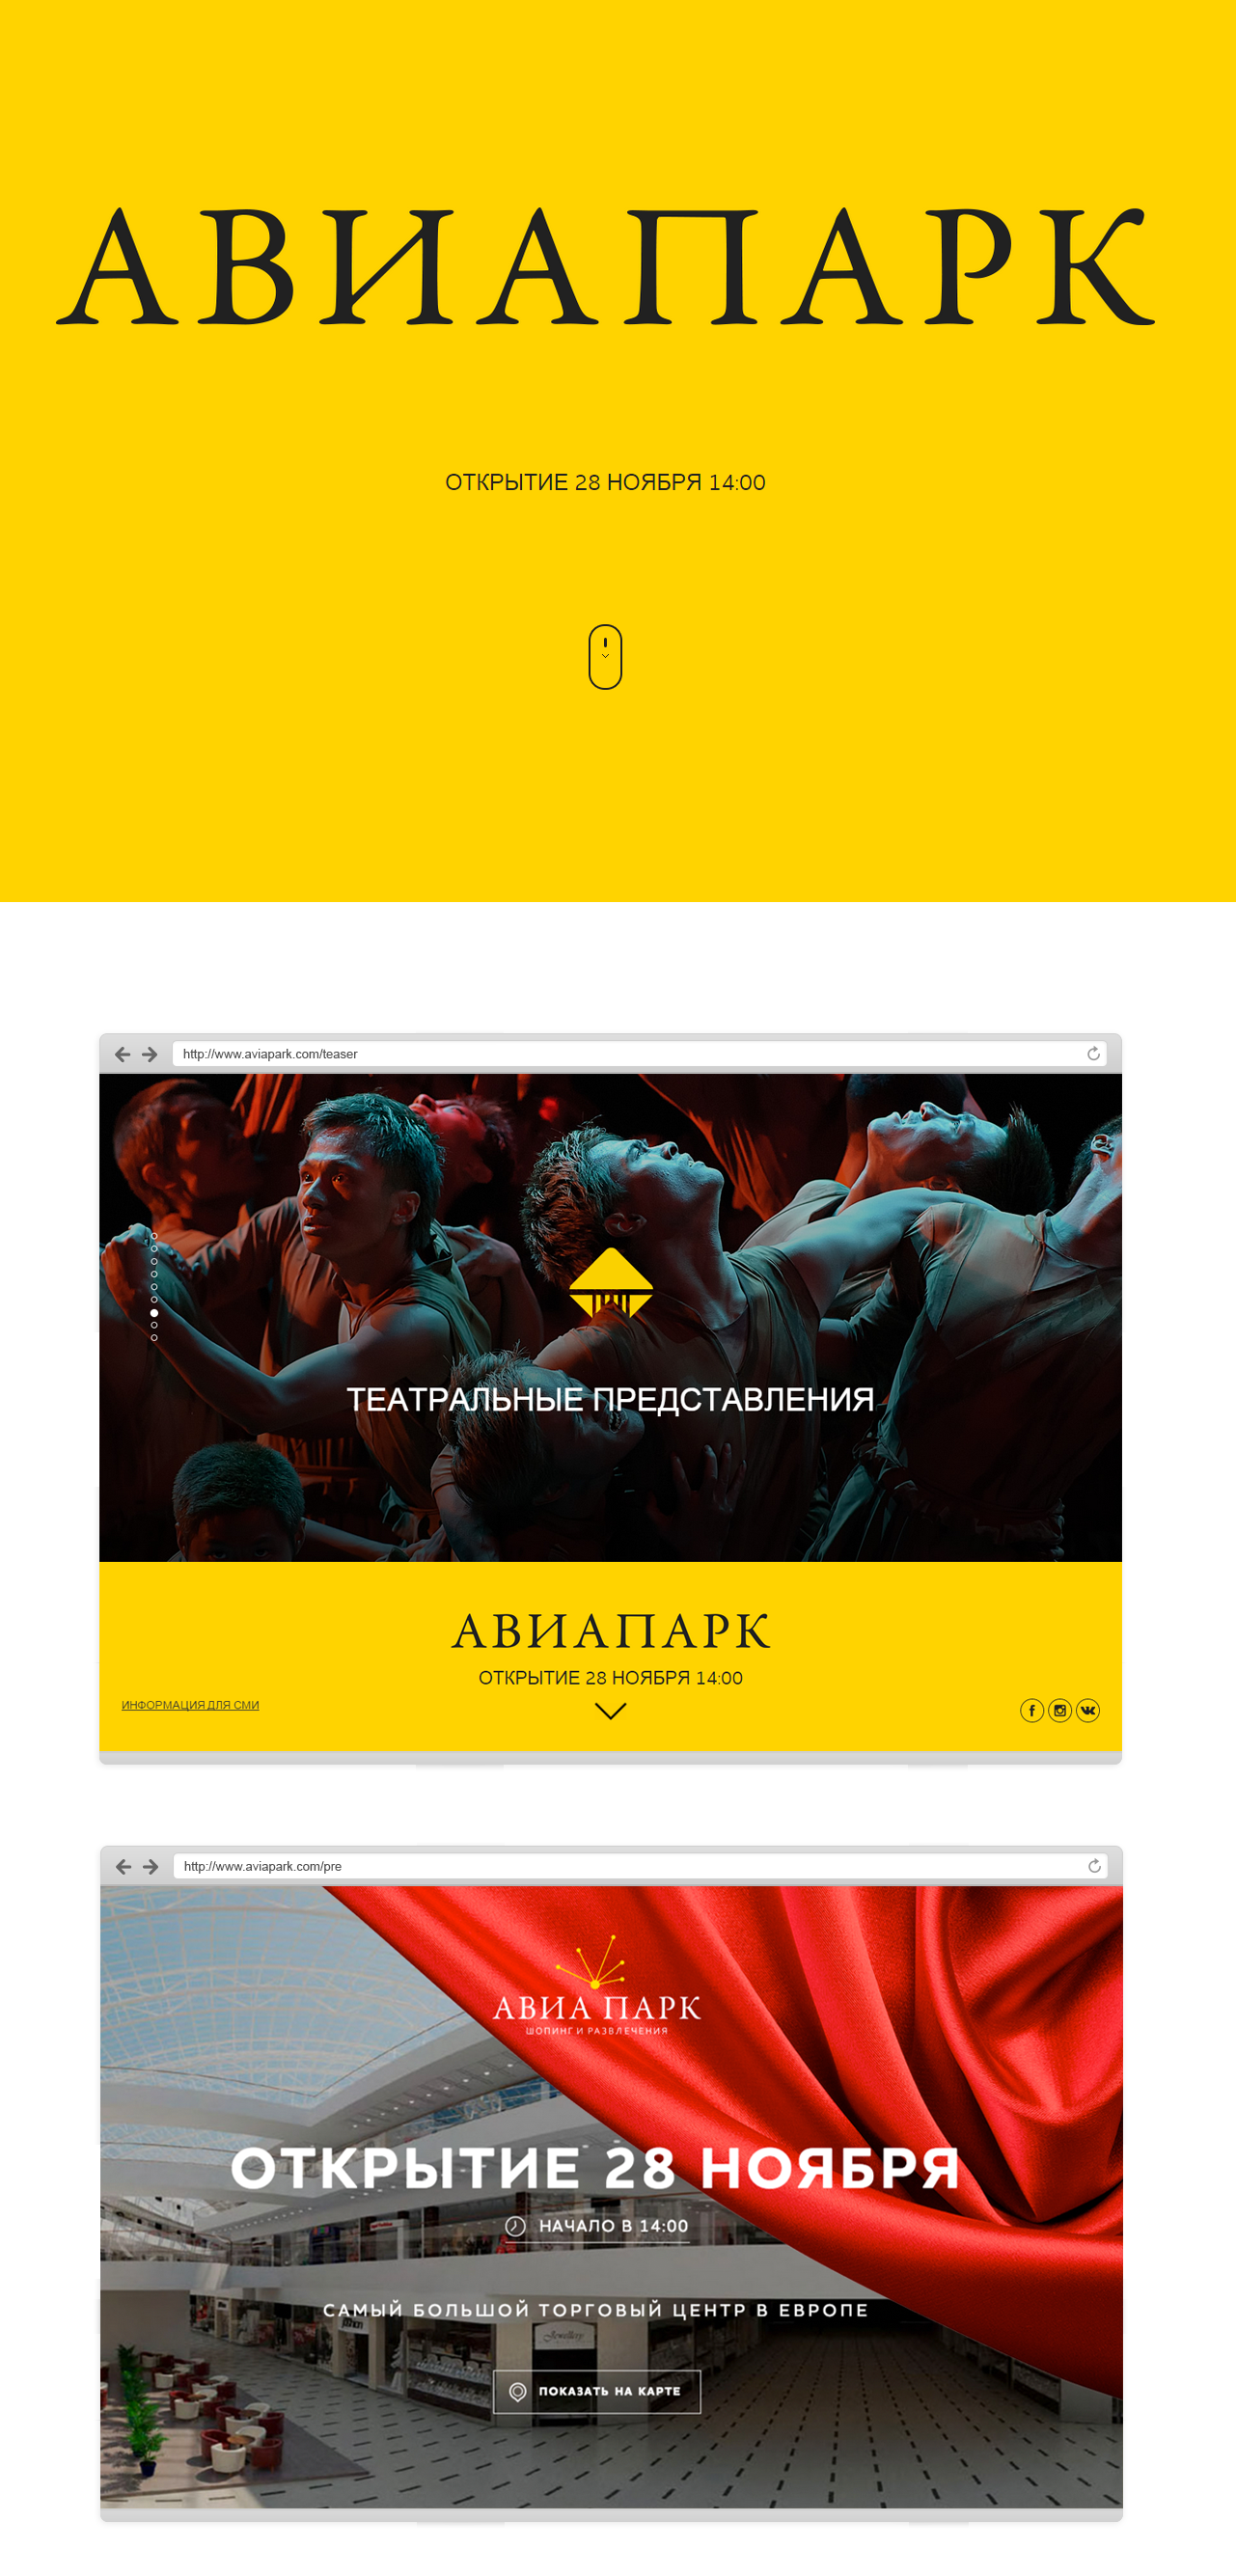 АВИАПАРК
ОТКРЫТИЕ 28 НОЯБРЯ 14:00
http://www.aviapark.com/teaser
ТЕАТРАЛЬНЫЕ ПРЕДСТАВЛЕНИЯ
АВИАПАРК
ОТКРЫТИЕ 28 НОЯБРЯ 14:00
ИНФОРМАЦИЯ ДЛЯ СМИ
http://www.aviapark.com/pre
АВИА ПАРК
ШОПИНГ И РАЗВЛЕЧЕНИЯ
ОТКРЫТИЕ 28 НОЯБРЯ
НАЧАЛО В 14:00
САМЫЙ БОЛЬШОЙ ТОРГОВЫЙ ЦЕНТР В ЕВРОПЕ
Jewellery
ПОКАЗАТЬ НА КАРТЕ